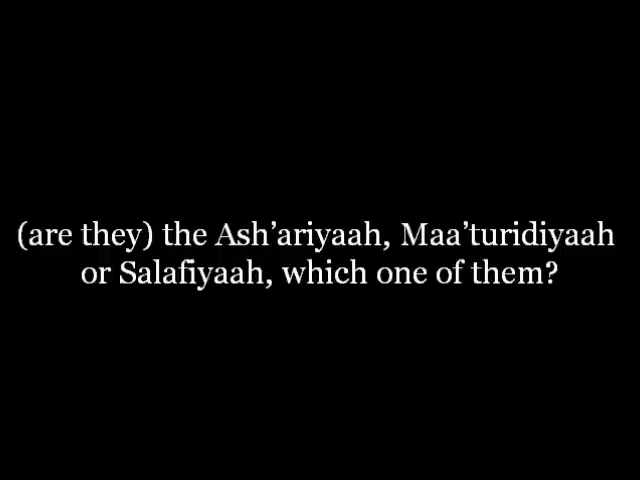 (are they) the Ash’ariyaah, Maa’turidiyaah
or Salafiyaah, which one of them?